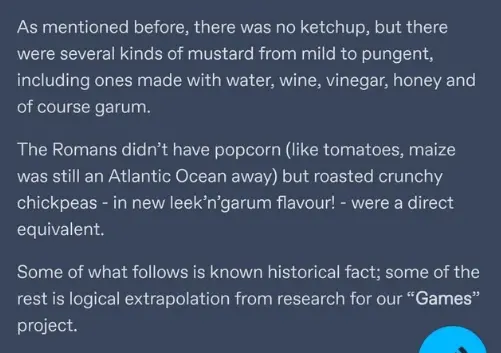 As mentioned before, there was no ketchup, but there
were several kinds of mustard from mild to pungent,
including ones made with water, wine, vinegar, honey and
of course garum.
The Romans didn’t have popcorn (like tomatoes, maize
was still an Atlantic Ocean away) but roasted crunchy
chickpeas - in new leek’n’garum flavour! - were a direct
equivalent.
Some of what follows is known historical fact; some of the
rest is logical extrapolation from research for our “Games”
project.